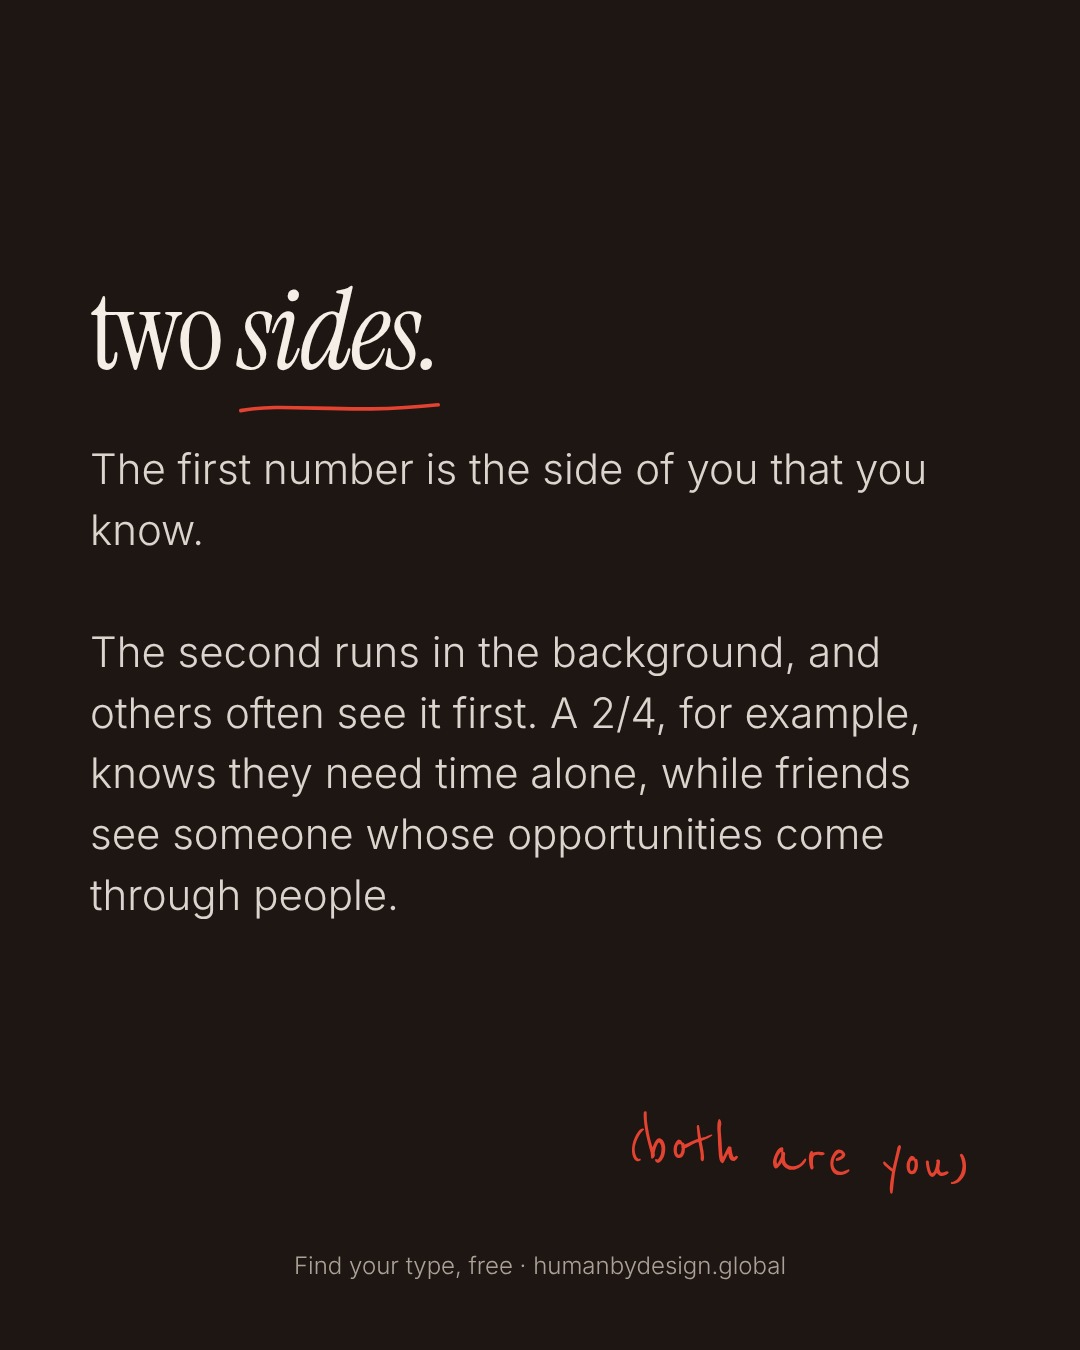 two sides.
The first number is the side of you that you
know.
The second runs in the background, and
others often see it first. A 2/4, for example,
knows they need time alone, while friends
see someone whose opportunities come
through people.
(both are you)
Find your type, free · humanbydesign.global